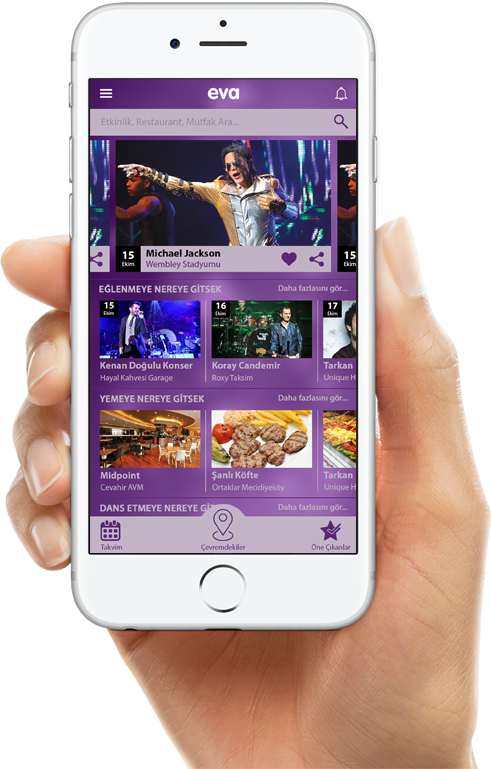 eva
Etkinlik, Restaurant, Mutfak Ara...
15
Ekim
Michael Jackson
Wembley Stadyumu
15
Ekim
EĞLENMEYE NEREYE GİTSEK
Daha fazlasını gör...
15
Ekim
16
Ekim
17
Ekim
Kenan Doğulu Konser
Koray Candemir
Tarkan
Hayal Kahvesi Garage
Roxy Taksim
Unique H
YEMEYE NEREYE GİTSEK
Daha fazlasını gör...
Midpoint
Şanlı Köfte
Tarkan
Cevahir AVM
Ortaklar Mecidiyeköy
Unique H
DANS ETMEYE NEREYE GİTSEK
Daha fazlasını gör...
Takvim
Çevremdekiler
Öne Çıkanlar